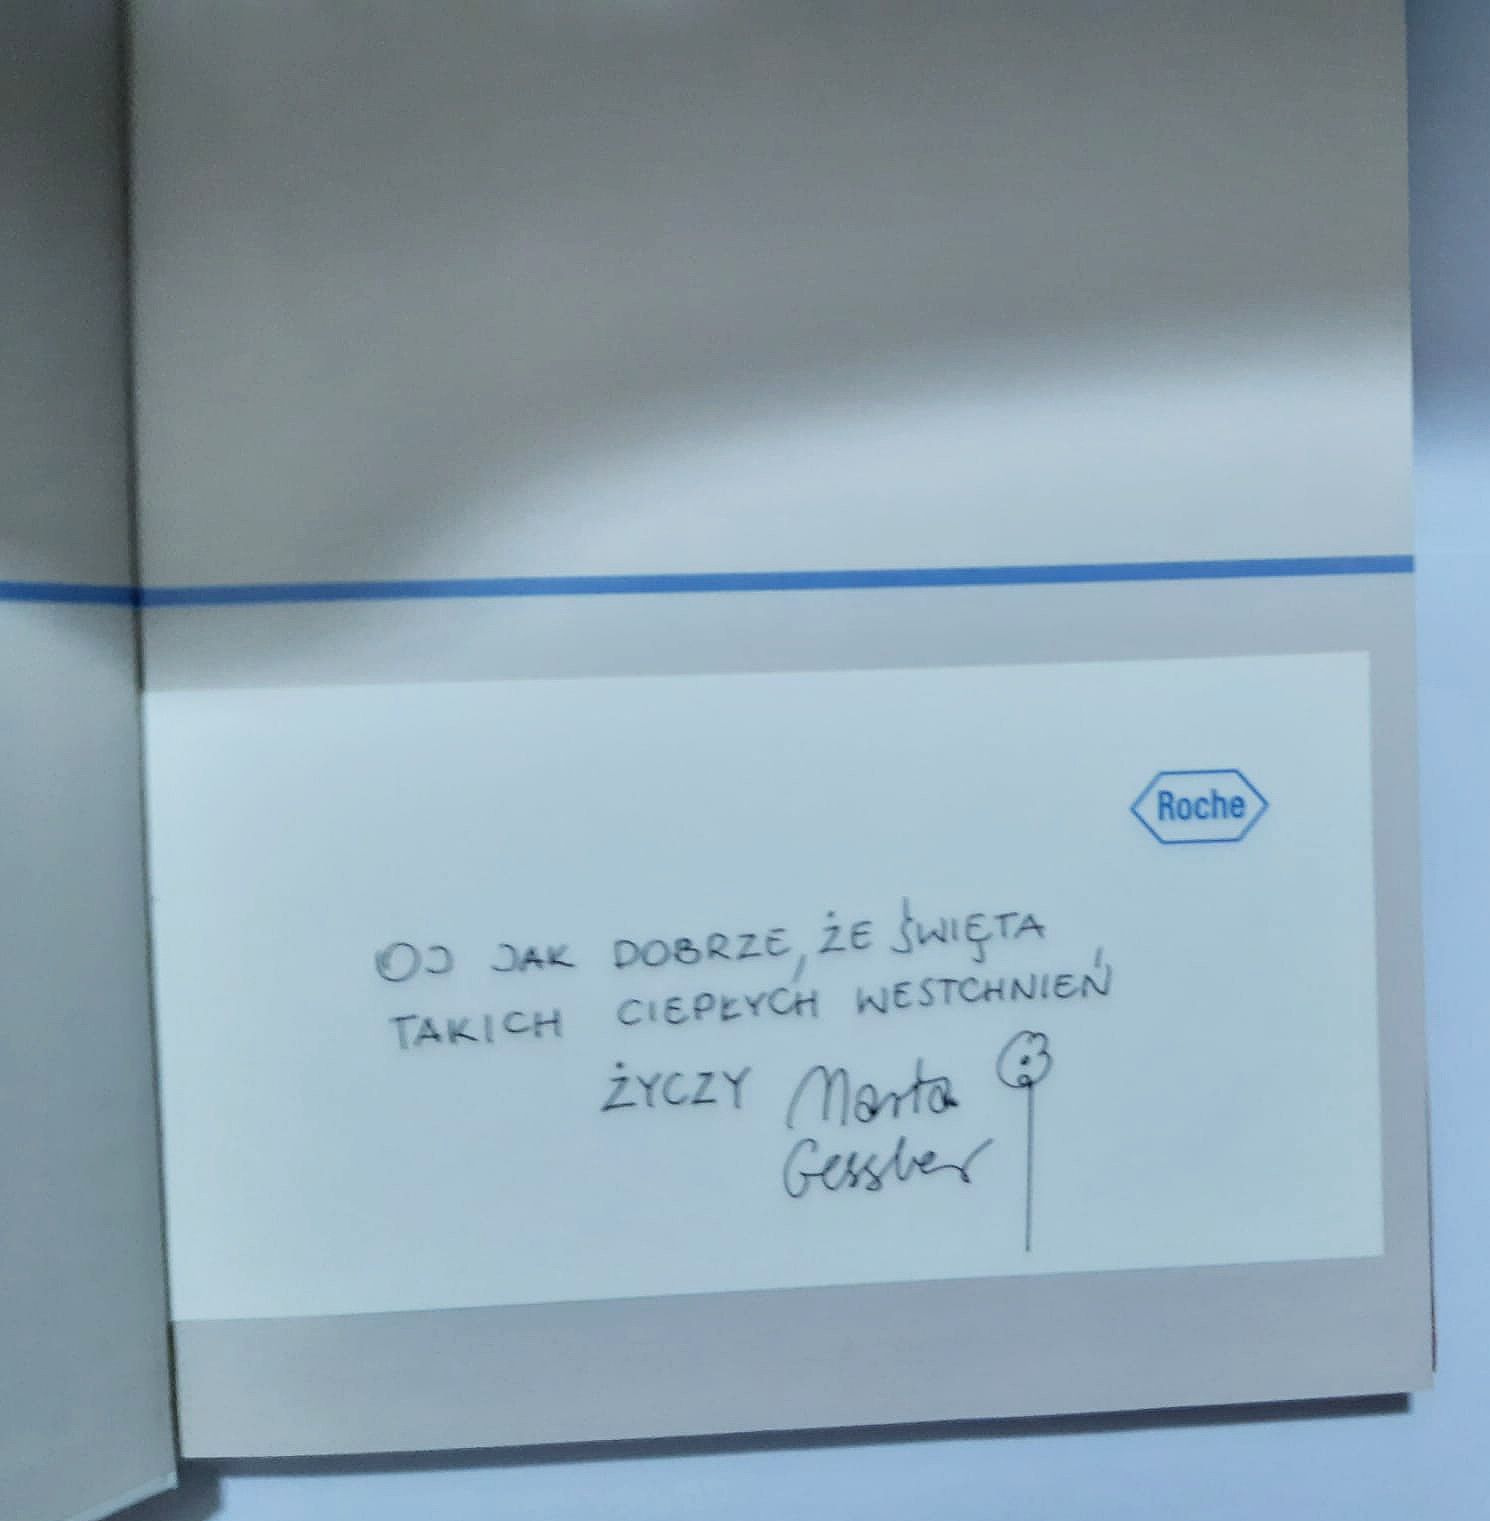 Roche
OJ JAK DOBRZE, ŻE ŚWIĘTA
TAKICH CIEPŁYCH WESTCHNIEŃ
ŻYCZY Marta
Gessler